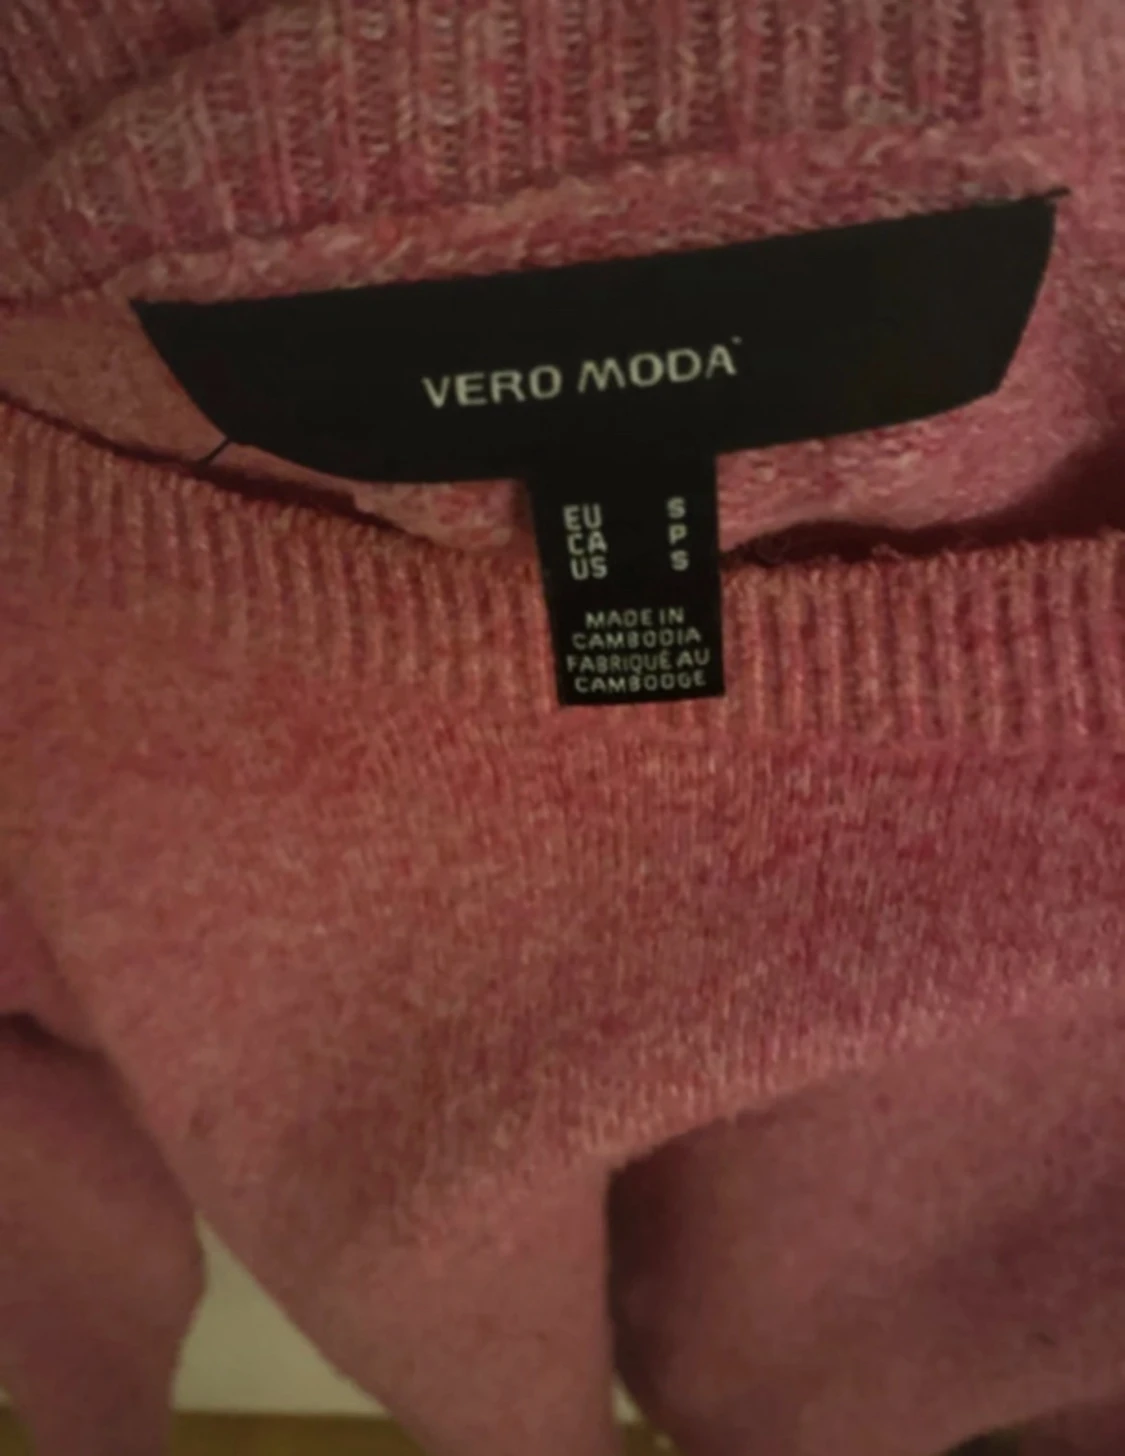 VERO MODA
EU S
CA P
US S
MADE IN
CAMBODIA
FABRIQUÉ AU
CAMBODGE